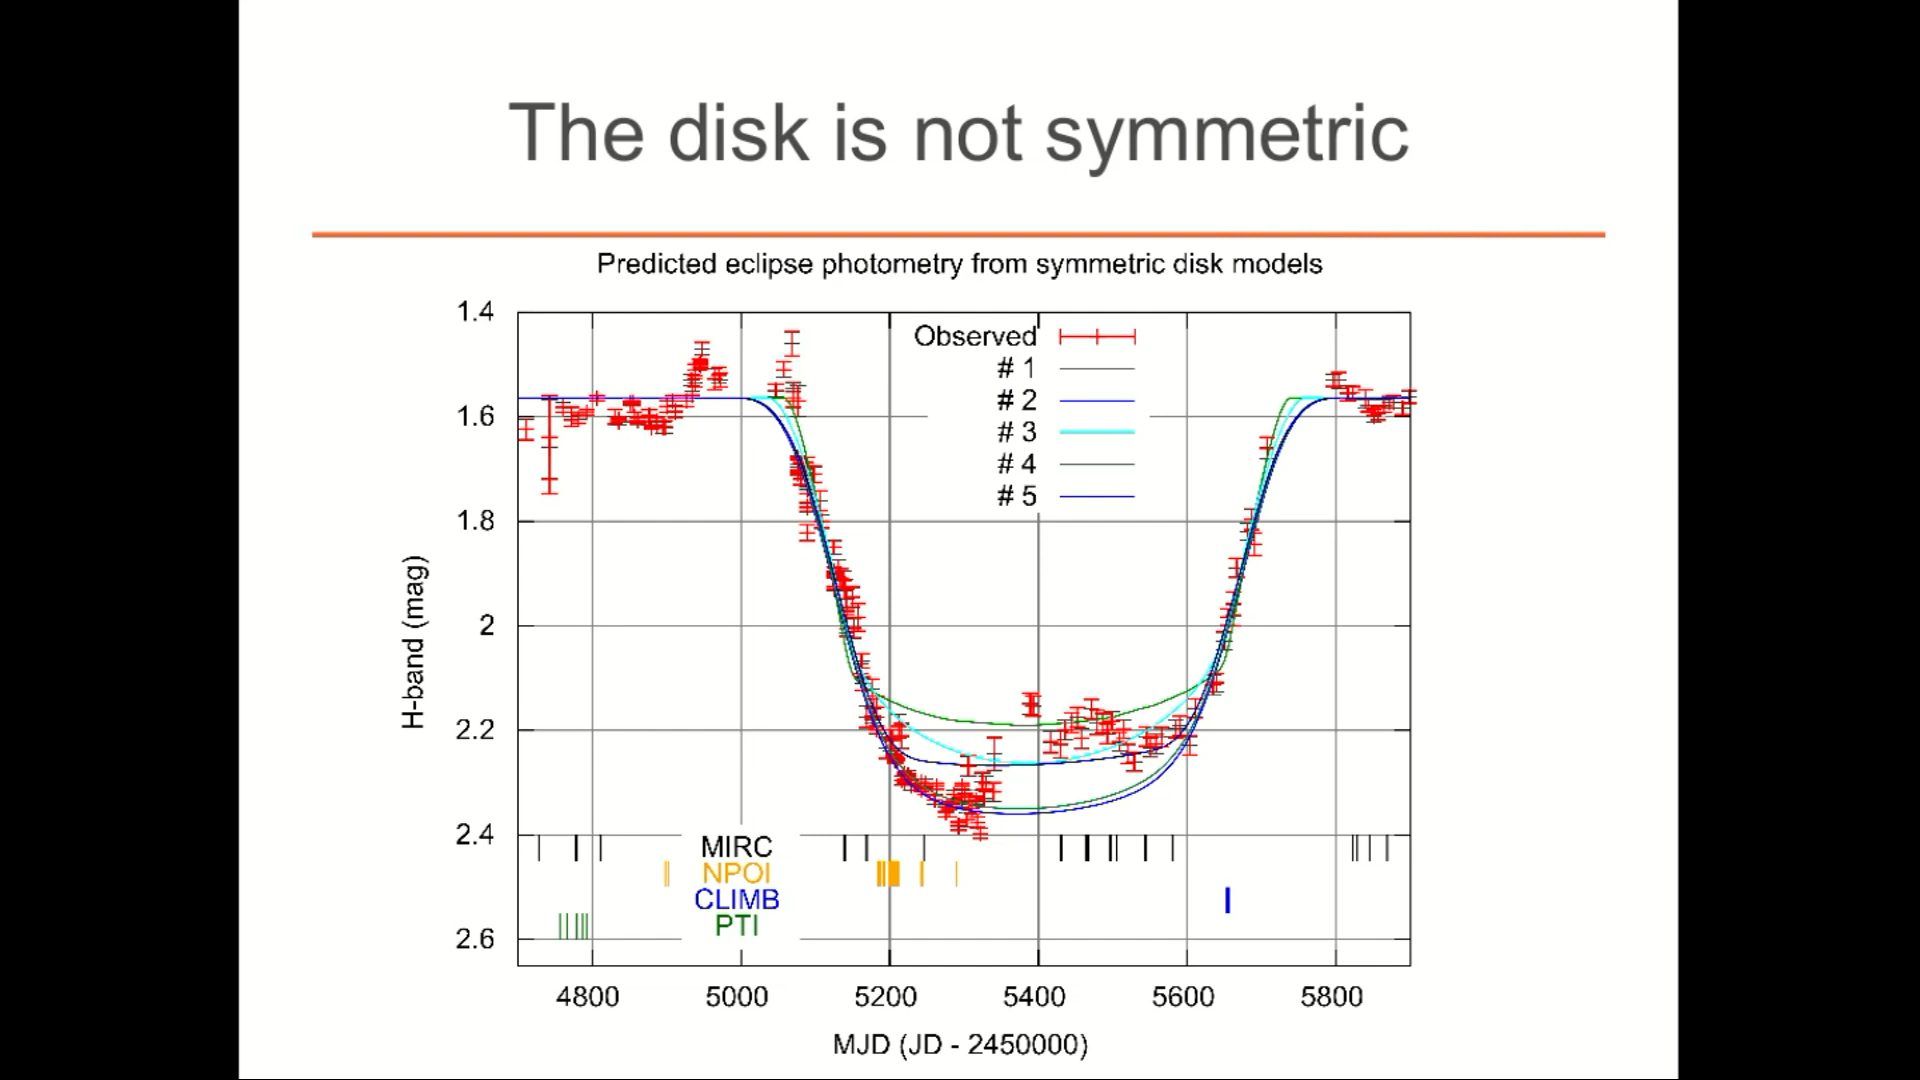 The disk is not symmetric
Predicted eclipse photometry from symmetric disk models
1.4
1.6
1.8
2
2.2
2.4
2.6
H-band (mag)
Observed
# 1
# 2
# 3
# 4
# 5
MIRC
NPOI
CLIMB
PTI
4800 5000 5200 5400 5600 5800
MJD (JD - 2450000)